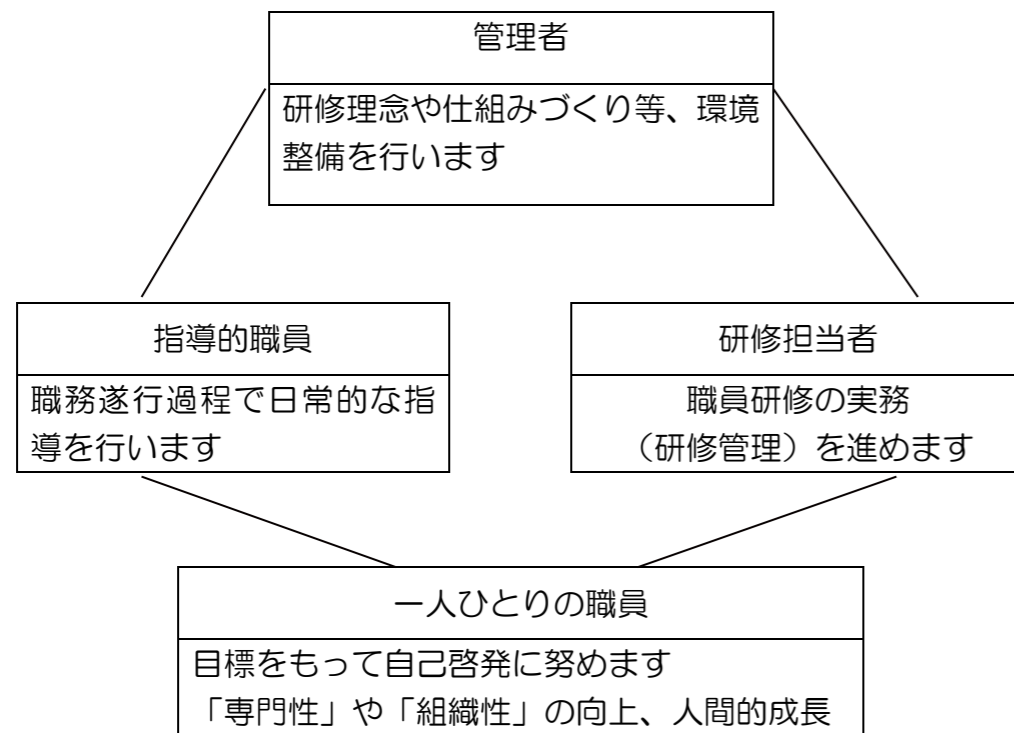 管理者
研修理念や仕組みづくり等、環境
整備を行います
指導的職員
職務遂行過程で日常的な指
導を行います
研修担当者
職員研修の実務
（研修管理）を進めます
一人ひとりの職員
目標をもって自己啓発に努めます
「専門性」や「組織性」の向上、人間的成長